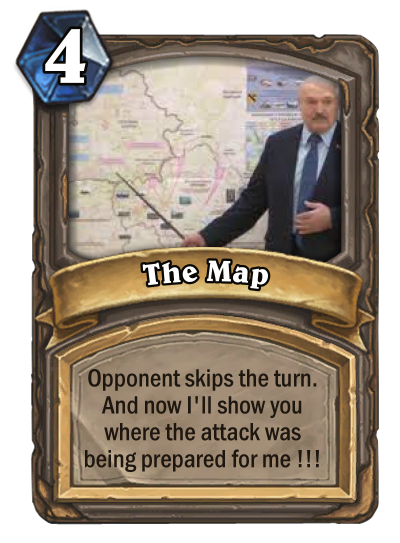 4
The Map
Opponent skips the turn.
And now I'll show you
where the attack was
being prepared for me !!!